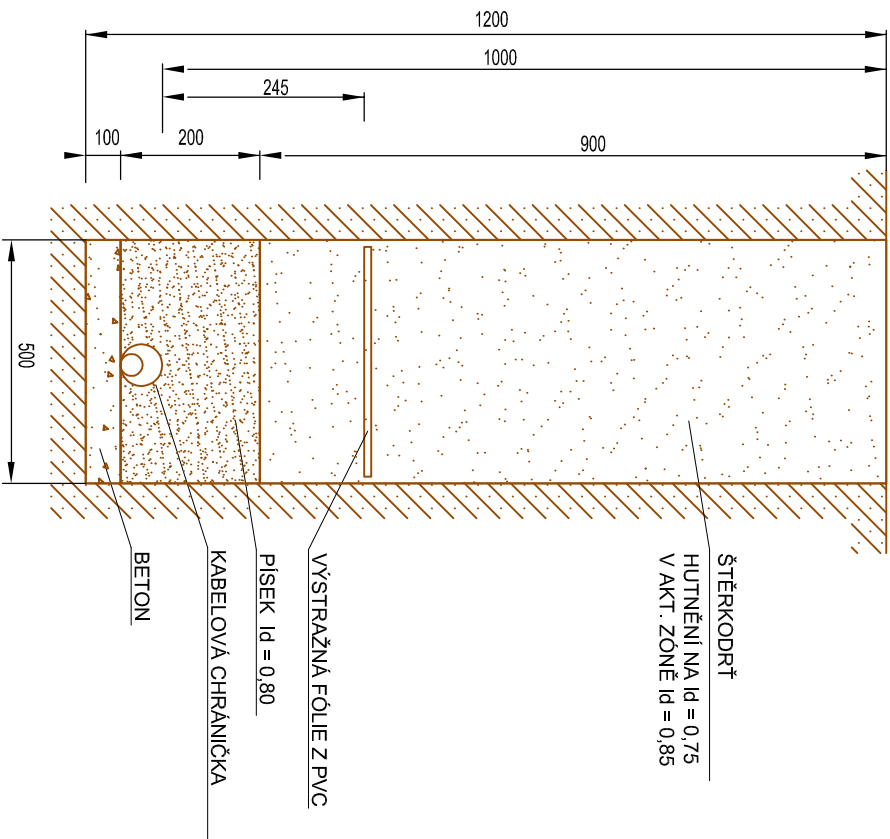 1200
1000
245
100
200
900
500
ŠTĚRKODRŤ
HUTNĚNÍ NA Id = 0,75
V AKT. ZÓNĚ Id = 0,85
VÝSTRAŽNÁ FÓLIE Z PVC
PÍSEK Id = 0,80
KABELOVÁ CHRÁNIČKA
BETON